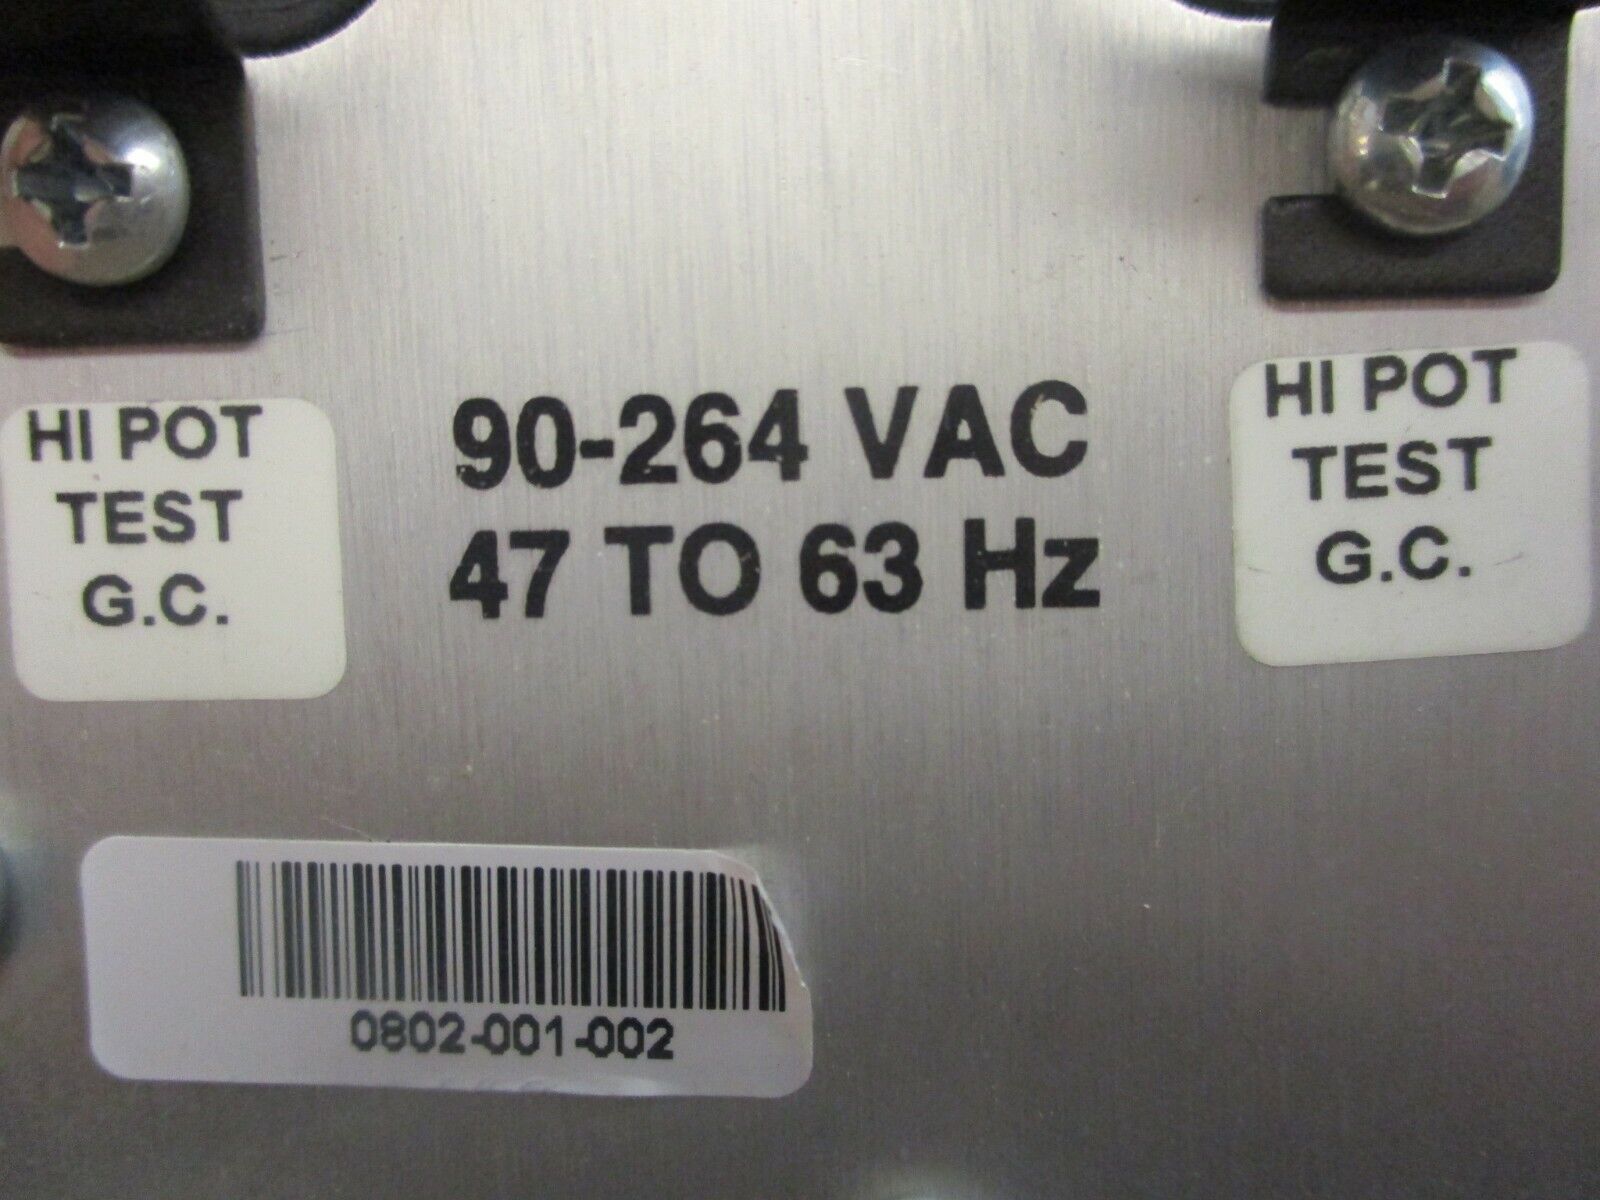 HI POT
TEST
G.C.
90-264 VAC
47 TO 63 Hz
HI POT
TEST
G.C.
0802-001-002